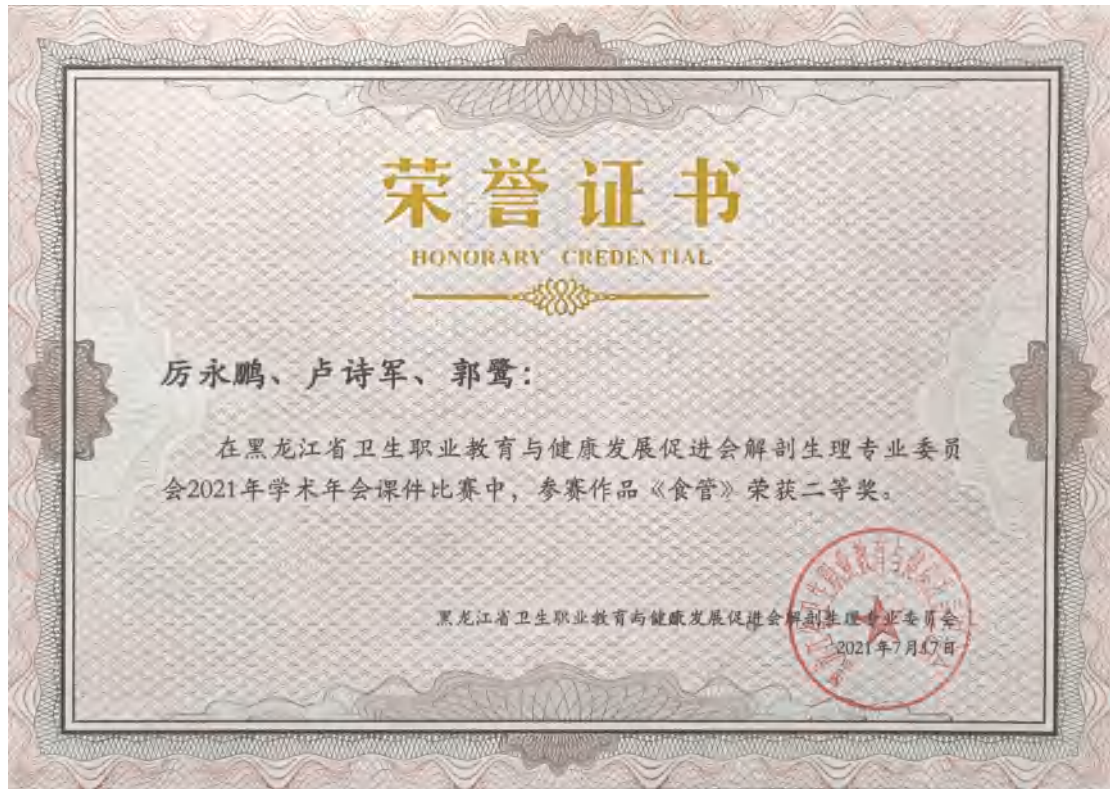 荣誉证书
HONORARY CREDENTIAL
厉永鹏、卢诗军、郭鹭：
在黑龙江省卫生职业教育与健康发展促进会解剖生理专业委员
会2021年学术年会课件比赛中，参赛作品《食管》荣获二等奖。
黑龙江省卫生职业教育与健康发展促进会解剖生理专业委员会
2021年7月17日